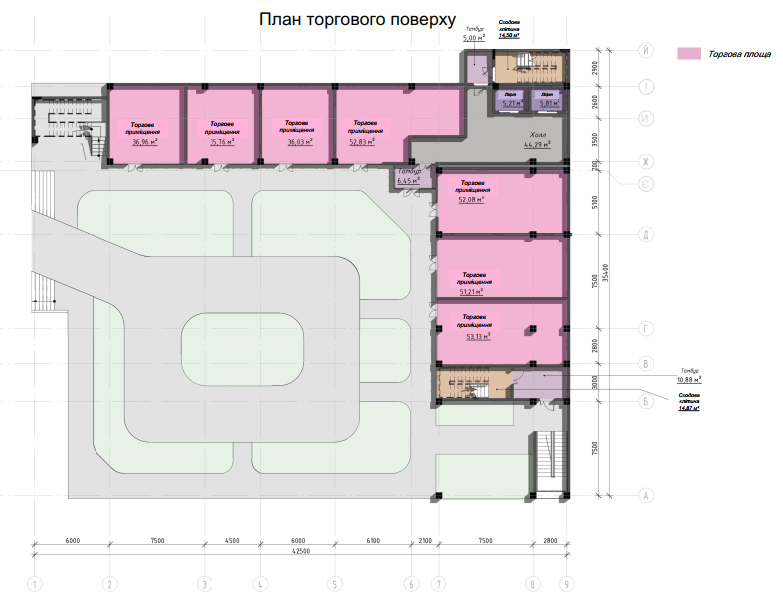 План торгового поверху
Торгова площа
Тамбур
5,00 м²
Сходова
клітина
14,50 м²
Ліфт
5,21 м²
Ліфт
5,81 м²
Торгове
приміщення
36,96 м²
Торгове
приміщення
35,76 м²
Торгове
приміщення
36,03 м²
Торгове
приміщення
52,83 м²
Холл
44,29 м²
Тамбур
6,45 м²
Торгове
приміщення
52,08 м²
Торгове
приміщення
51,21 м²
Торгове
приміщення
53,13 м²
Тамбур
10,88 м²
Сходова
клітина
14,87 м²
Й
І
И
Ж
Є
Д
Г
В
Б
А
2900
2600
3500
5100
7500
2800
3000
7500
35400
6000
7500
4500
6000
6100
2100
7500
2800
42500
1
2
3
4
5
6
7
8
9